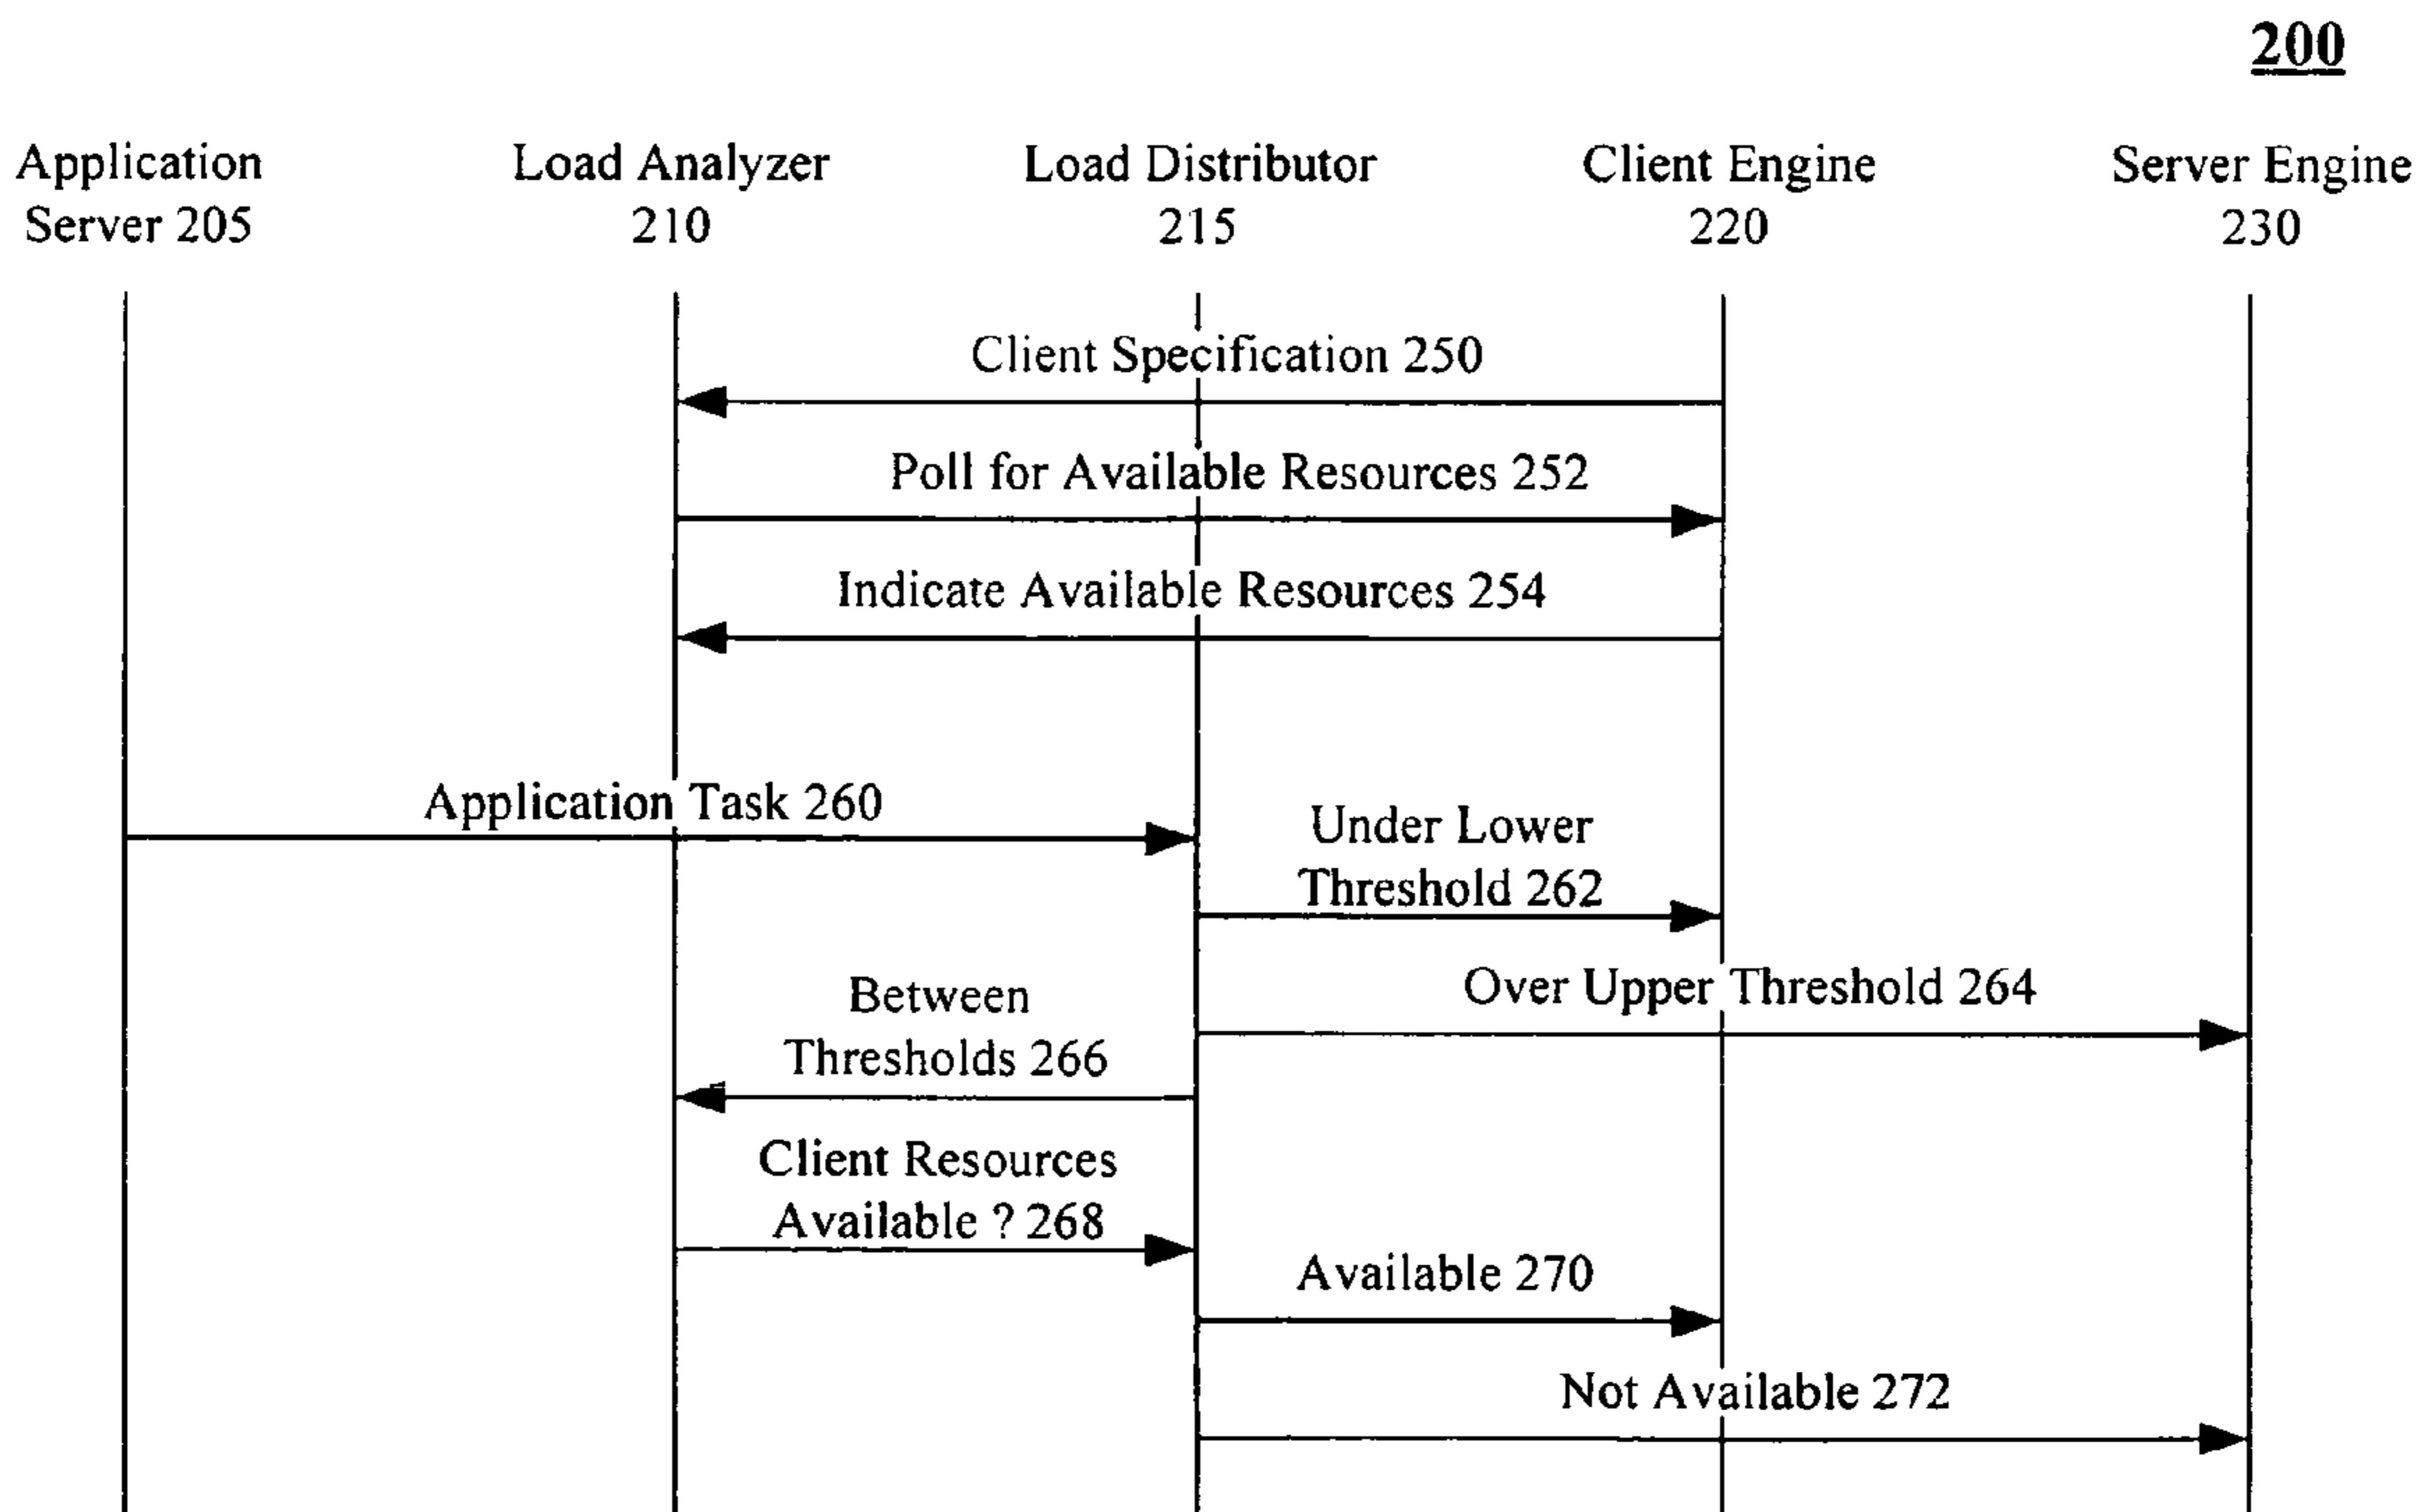 200
Application
Server 205
Load Analyzer
210
Load Distributor
215
Client Engine
220
Server Engine
230
Client Specification 250
Poll for Available Resources 252
Indicate Available Resources 254
Application Task 260
Under Lower
Threshold 262
Over Upper Threshold 264
Between
Thresholds 266
Client Resources
Available ? 268
Available 270
Not Available 272